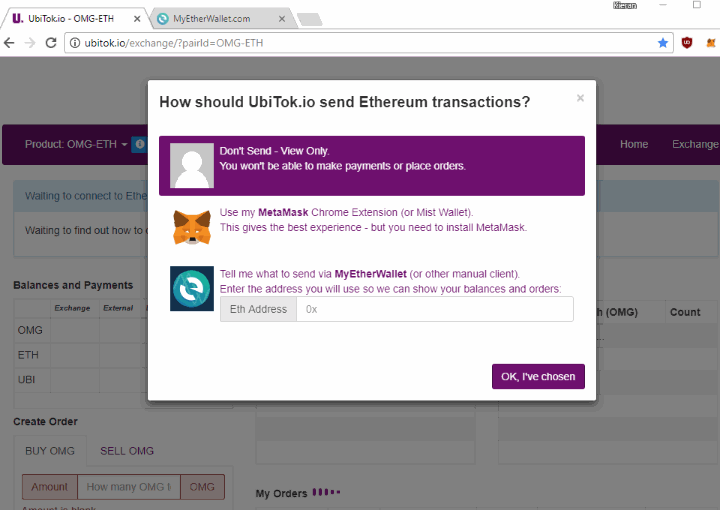 Kieran
U. UbiTok.io - OMG-ETH
MyEtherWallet.com
ubitok.io/exchange/?pairId=OMG-ETH
How should UbiTok.io send Ethereum transactions?
×
Product: OMG-ETH
Home
Exchange
Don't Send - View Only.
You won't be able to make payments or place orders.
Waiting to connect to Ethe
Use my MetaMask Chrome Extension (or Mist Wallet).
This gives the best experience - but you need to install MetaMask.
Waiting to find out how to
Tell me what to send via MyEtherWallet (or other manual client).
Enter the address you will use so we can show your balances and orders:
Eth Address
0x
Balances and Payments
Exchange
External
(OMG)
Count
OMG
ETH
UBI
OK, I've chosen
Create Order
BUY OMG
SELL OMG
Amount
How many OMG t
OMG
My Orders
Amount is blank